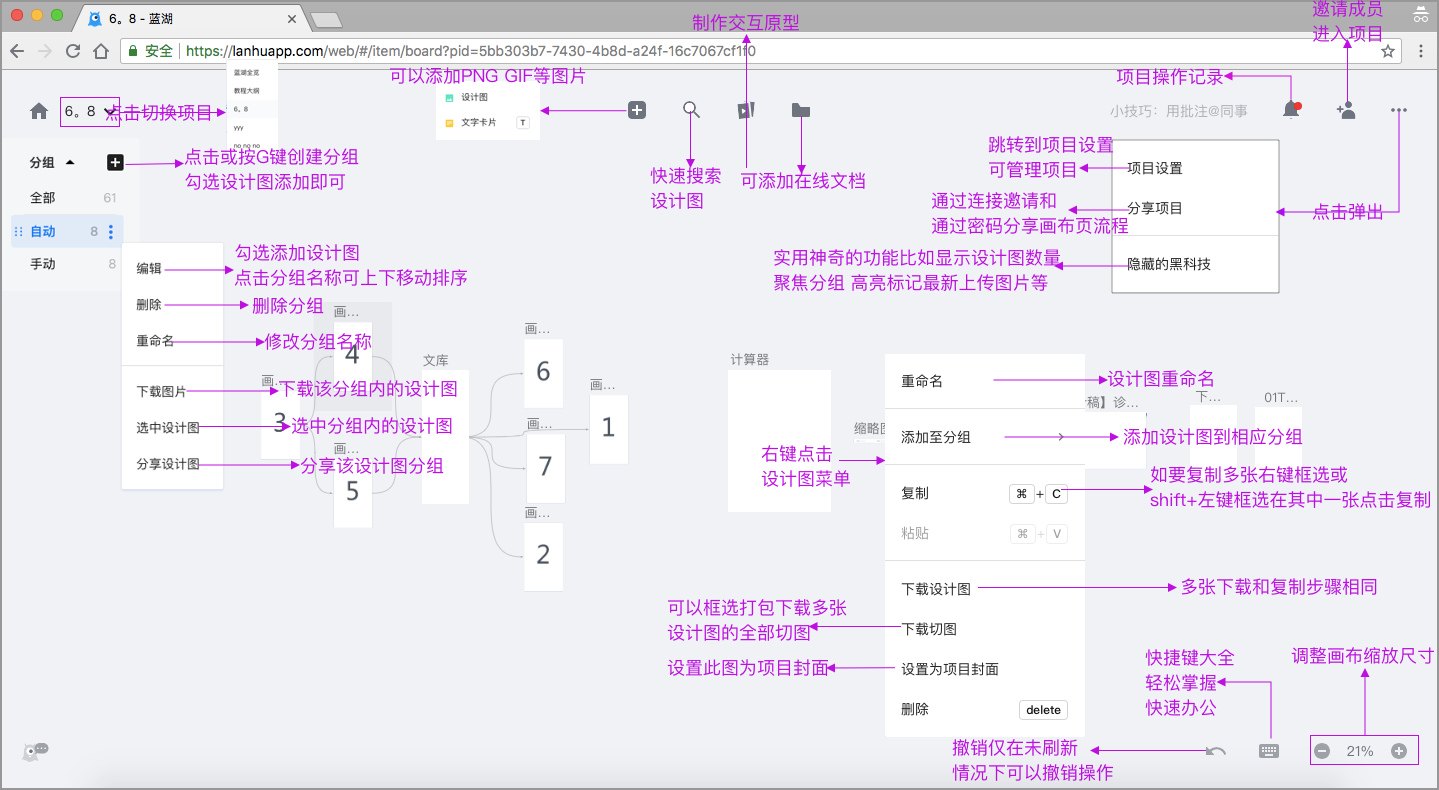 6。8 - 蓝湖
安全
https://lanhuapp.com/web/#/item/board?pid=5bb303b7-7430-4b8d-a24f-16c7067cf1f0
制作交互原型
邀请成员
进入项目
蓝湖全览
教程大纲
6。8
yyy
no no no
可以添加PNG GIF等图片
设计图
文字卡片 T
项目操作记录
小技巧：用批注@同事
6。8
点击切换项目
分组
点击或按G键创建分组
勾选设计图添加即可
快速搜索
设计图
可添加在线文档
跳转到项目设置
可管理项目
项目设置
通过连接邀请和
通过密码分享画布页流程
分享项目
点击弹出
实用神奇的功能比如显示设计图数量
聚焦分组 高亮标记最新上传图片等
隐藏的黑科技
全部 61
自动 8
手动 8
编辑
勾选添加设计图
点击分组名称可上下移动排序
删除
删除分组
重命名
修改分组名称
下载图片
下载该分组内的设计图
选中设计图
选中分组内的设计图
分享设计图
分享该设计图分组
画...
4
画...
3
画...
5
文库
画...
6
画...
7
画...
2
画...
1
计算器
缩略图
稿】诊...
下...
01T...
右键点击
设计图菜单
重命名
设计图重命名
添加至分组
添加设计图到相应分组
复制 ⌘ + C
如要复制多张右键框选或
shift+左键框选在其中一张点击复制
粘贴 ⌘ + V
下载设计图
多张下载和复制步骤相同
可以框选打包下载多张
设计图的全部切图
下载切图
设置此图为项目封面
设置为项目封面
删除 delete
快捷键大全
轻松掌握
快速办公
调整画布缩放尺寸
撤销仅在未刷新
情况下可以撤销操作
21%